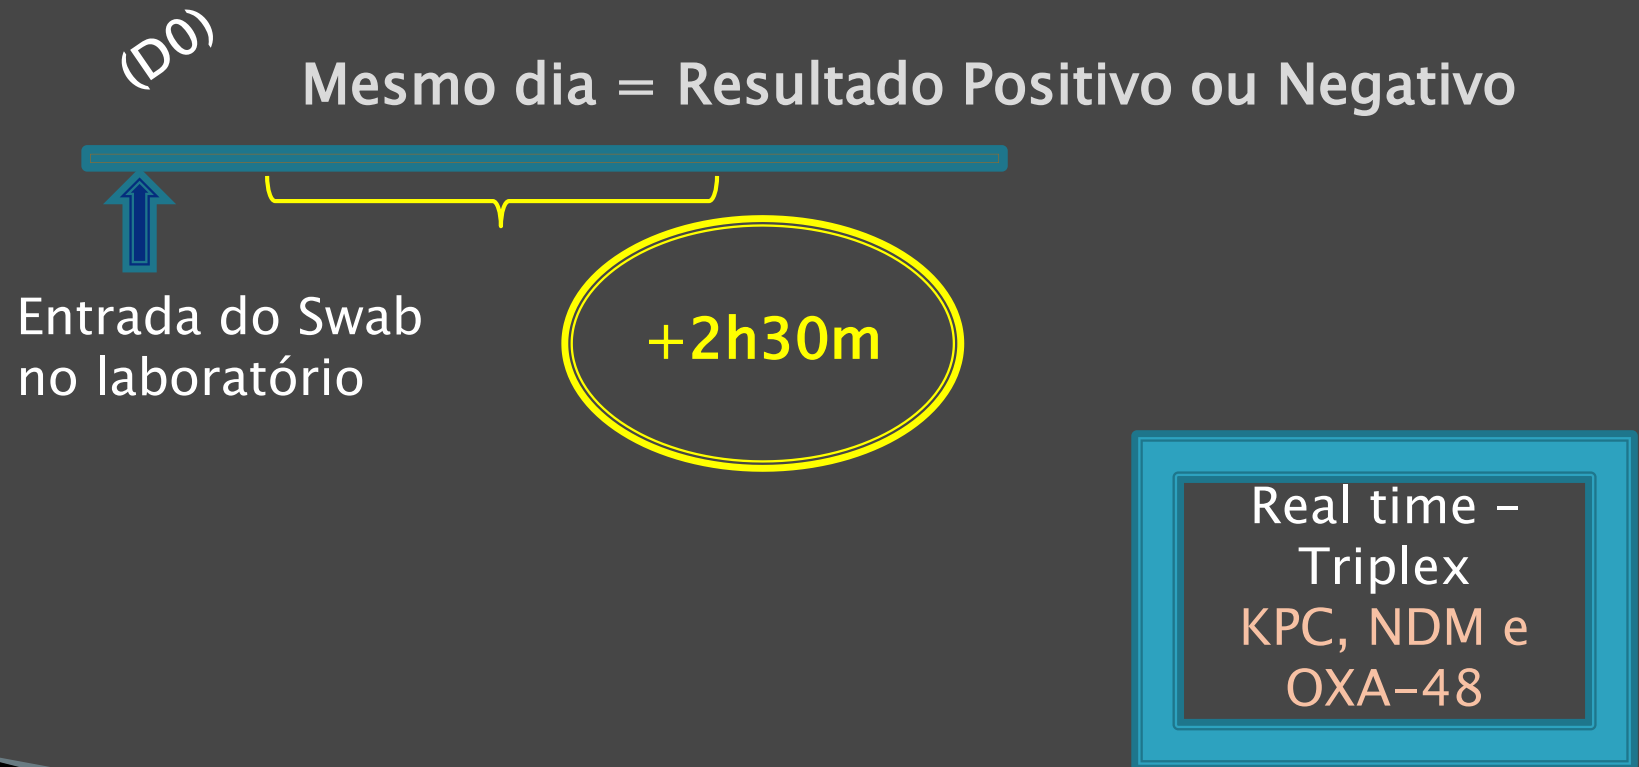 (D0)
Mesmo dia = Resultado Positivo ou Negativo
Entrada do Swab
no laboratório
+2h30m
Real time –
Triplex
KPC, NDM e
OXA-48